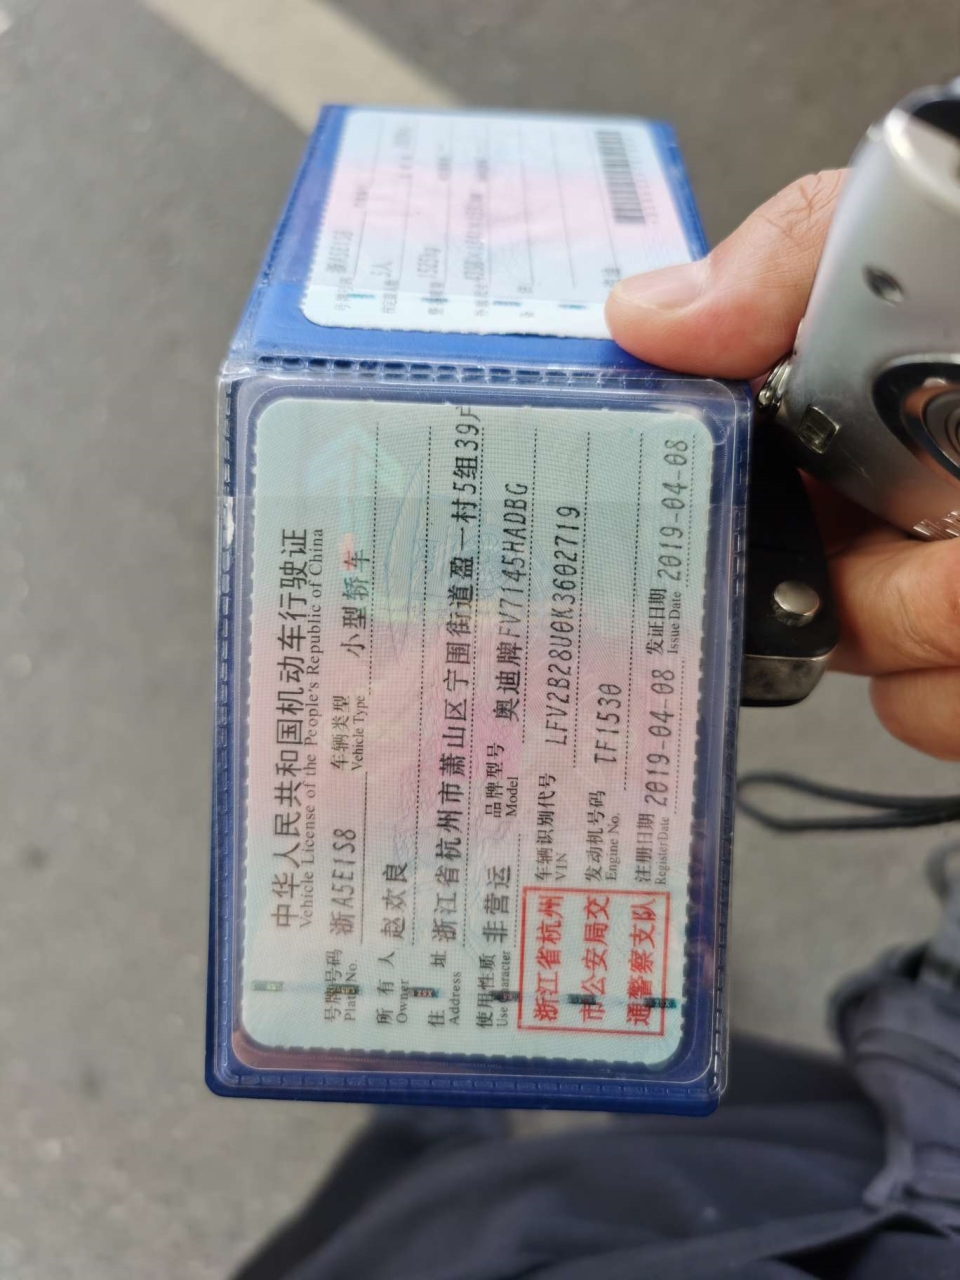 中华人民共和国机动车行驶证
Vehicle License of the People's Republic of China
号牌号码 浙A5E1S8 车辆类型 小型轿车
Plate No. Vehicle Type
所有人 赵欢良
Owner
住址 浙江省杭州市萧山区宁围街道盈一村5组39户
Address
使用性质 非营运 品牌型号 奥迪牌FV7145HADBG
Use Character Model
浙江省杭州
市公安局交
通警察支队
车辆识别代号 LFV2B28U0K3602719
VIN
发动机号码 TF1530
Engine No.
注册日期 2019-04-08 发证日期 2019-04-08
Register Date Issue Date